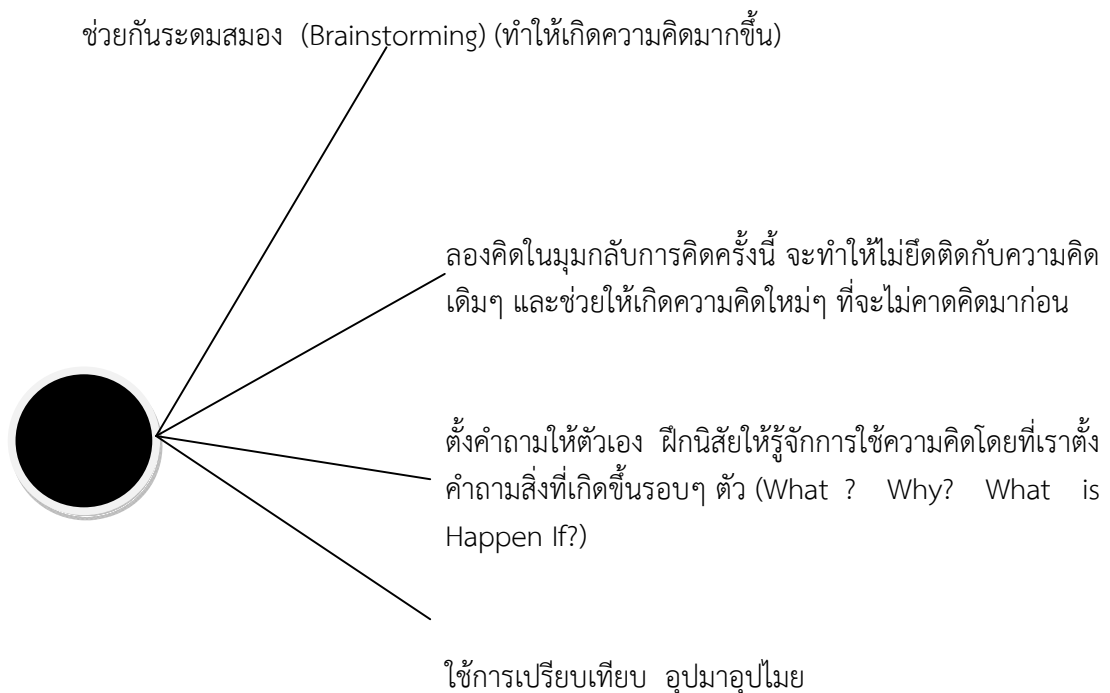 ช่วยกันระดมสมอง (Brainstorming) (ทำให้เกิดความคิดมากขึ้น)
ลองคิดในมุมกลับการคิดครั้งนี้ จะทำให้ไม่ยึดติดกับความคิด
เดิมๆ และช่วยให้เกิดความคิดใหม่ๆ ที่จะไม่คาดคิดมาก่อน
ตั้งคำถามให้ตัวเอง ฝึกนิสัยให้รู้จักการใช้ความคิดโดยที่เราตั้ง
คำถามสิ่งที่เกิดขึ้นรอบๆ ตัว (What ? Why? What is
Happen If?)
ใช้การเปรียบเทียบ อุปมาอุปไมย